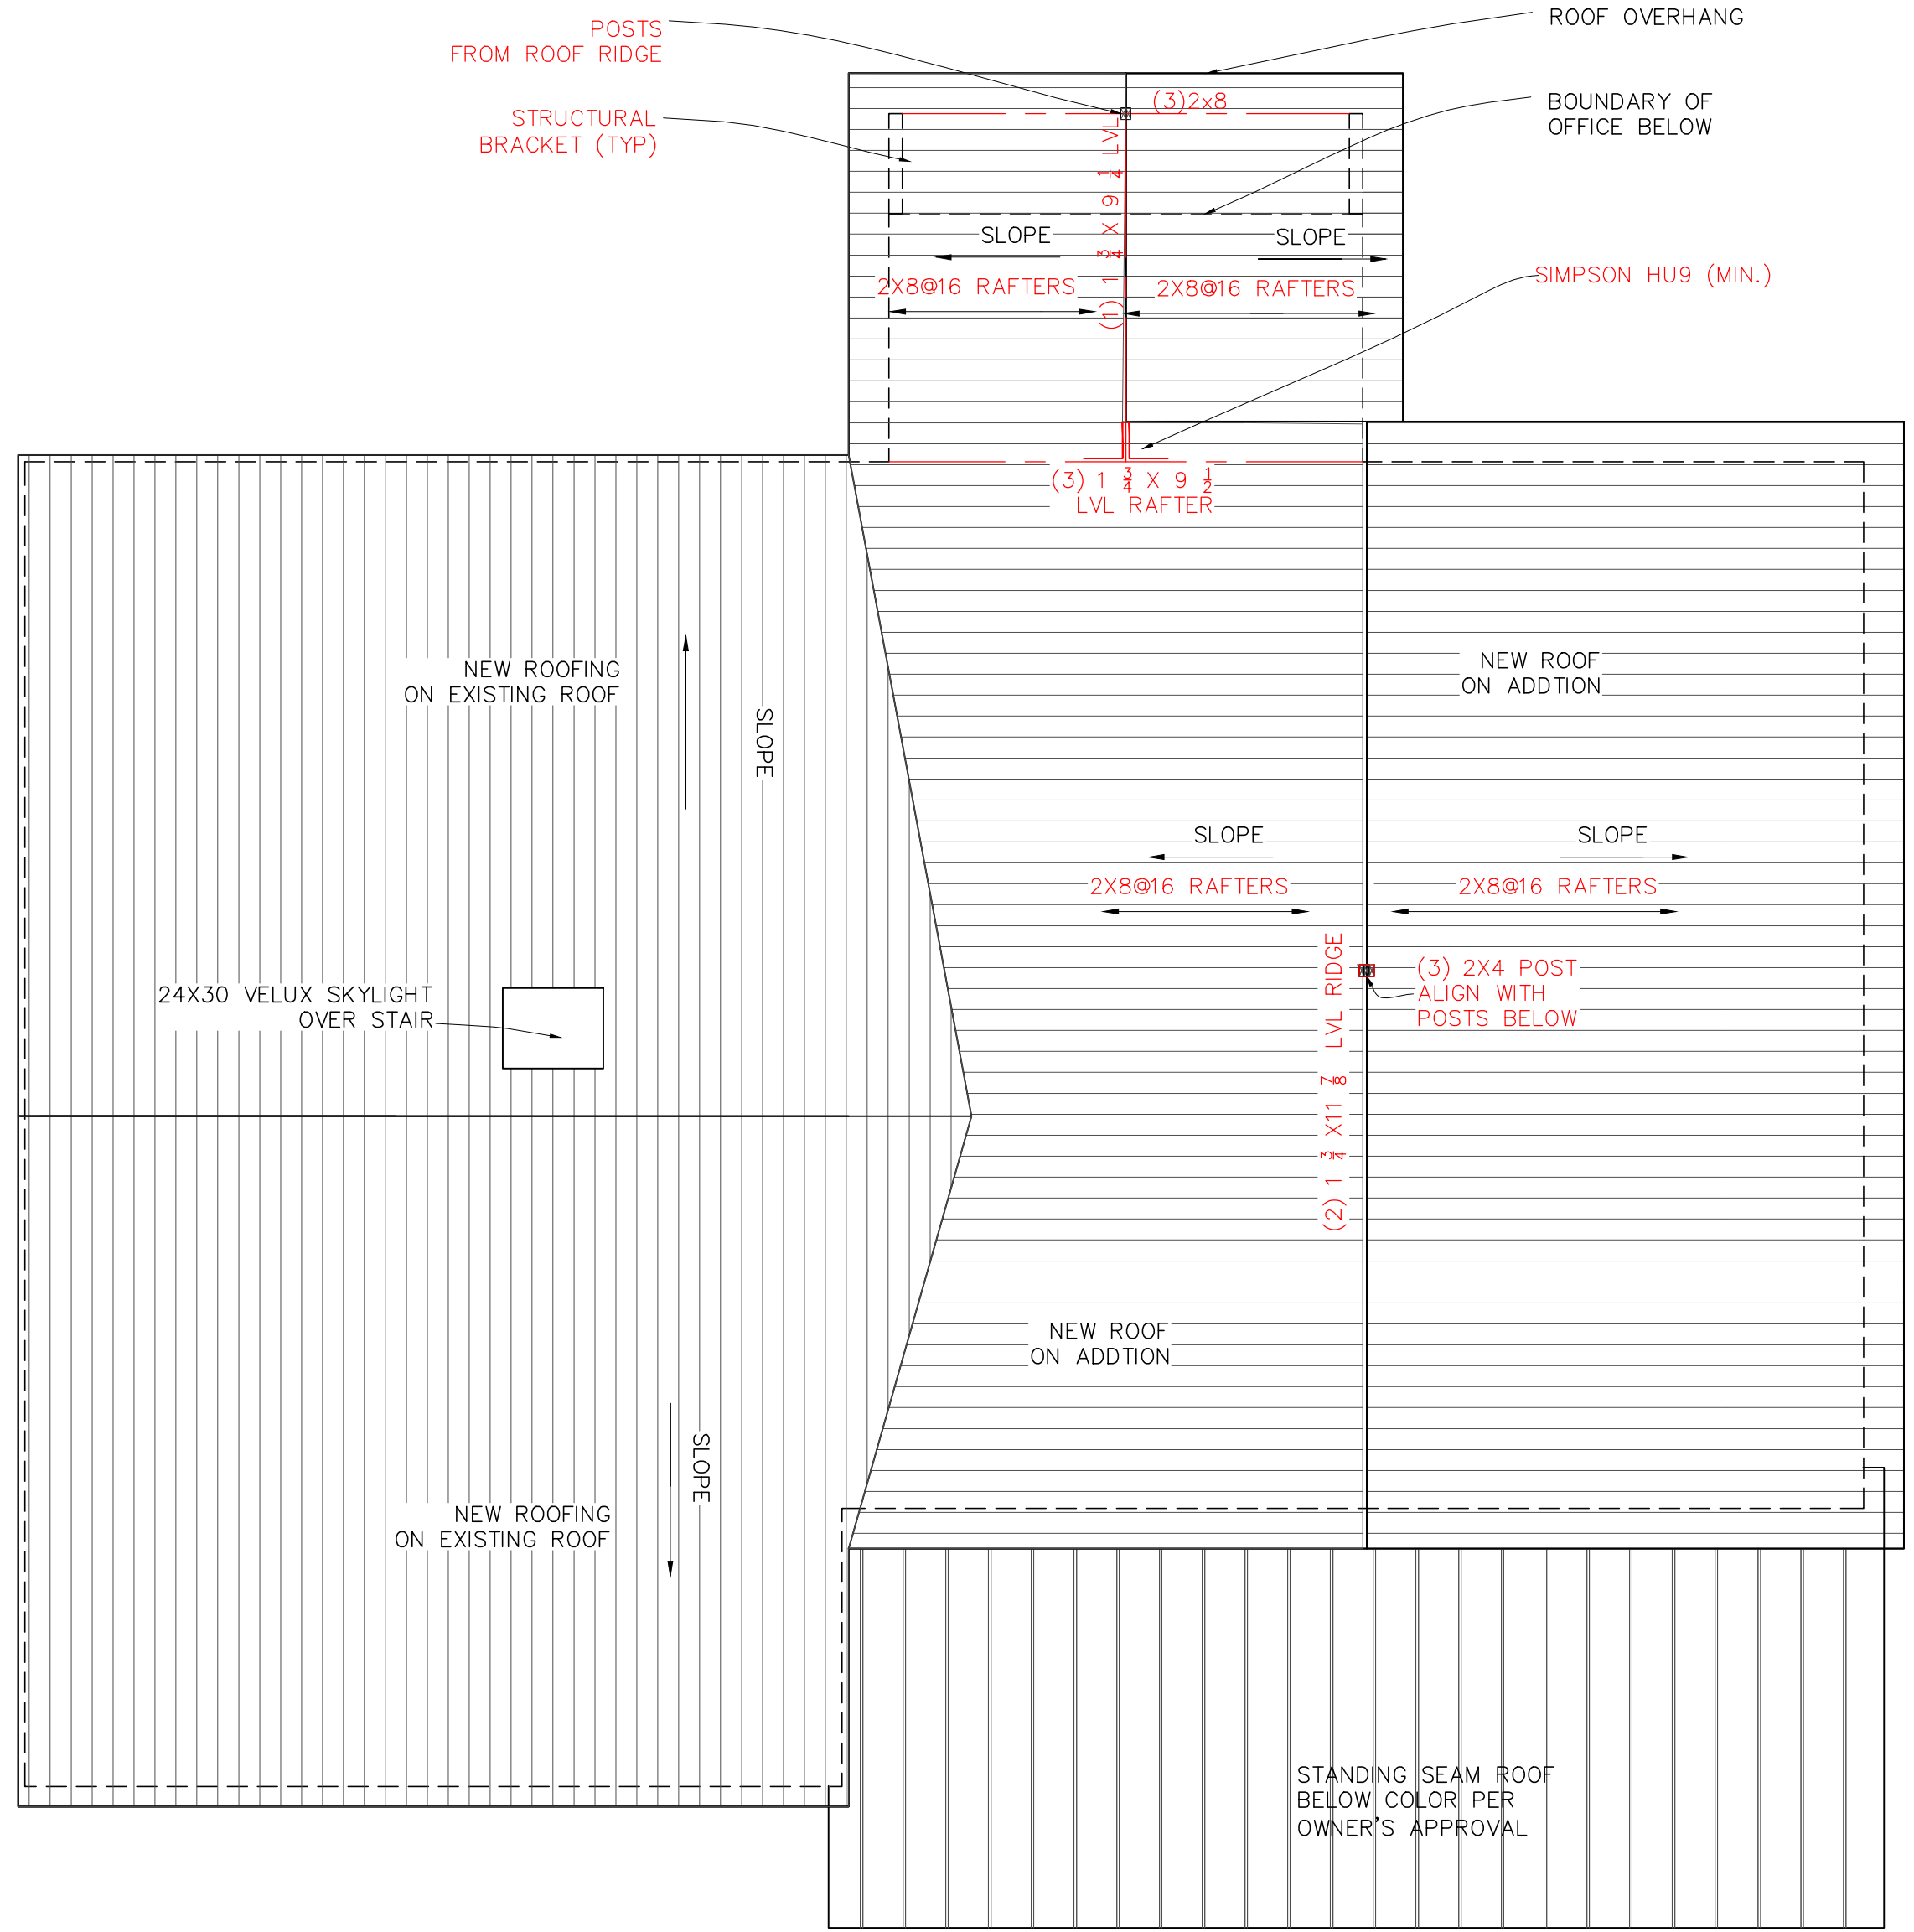 POSTS
FROM ROOF RIDGE
ROOF OVERHANG
STRUCTURAL
BRACKET (TYP)
(3)2x8
BOUNDARY OF
OFFICE BELOW
(1) 1 3/4 X 9 1/4 LVL
SLOPE
SLOPE
2X8@16 RAFTERS
2X8@16 RAFTERS
SIMPSON HU9 (MIN.)
(3) 1 3/4 X 9 1/2
LVL RAFTER
NEW ROOFING
ON EXISTING ROOF
SLOPE
NEW ROOF
ON ADDTION
SLOPE
SLOPE
2X8@16 RAFTERS
2X8@16 RAFTERS
24X30 VELUX SKYLIGHT
OVER STAIR
(2) 1 3/4 X11 7/8 LVL RIDGE
(3) 2X4 POST
ALIGN WITH
POSTS BELOW
NEW ROOF
ON ADDTION
SLOPE
NEW ROOFING
ON EXISTING ROOF
STANDING SEAM ROOF
BELOW COLOR PER
OWNER'S APPROVAL